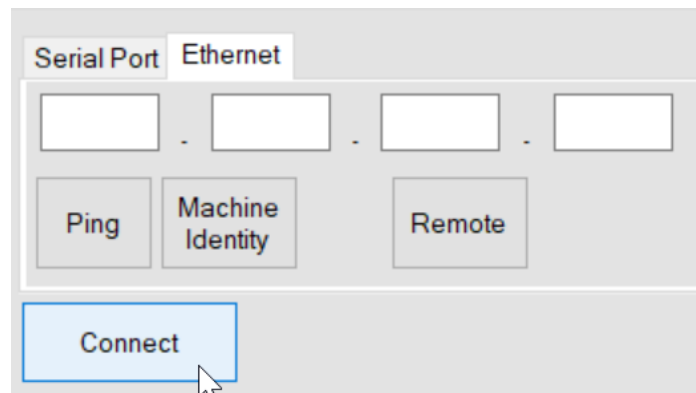 Serial Port Ethernet
. . .
Ping Machine Identity Remote
Connect